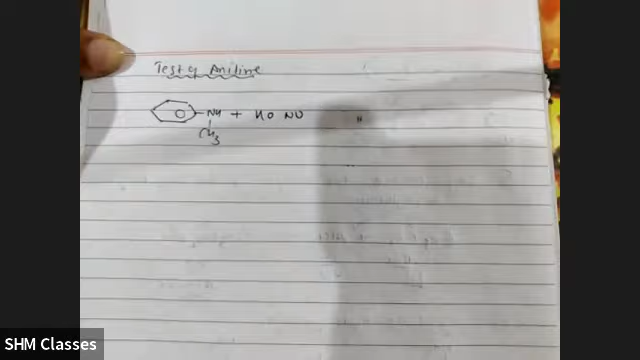 Test of Aniline
NH + HO NO
CH3
SHM Classes